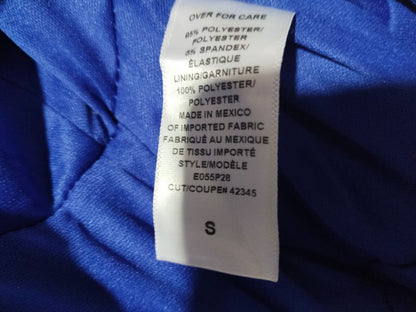 OVER FOR CARE
95% POLYESTER/
POLYESTER
5% SPANDEX/
ÉLASTIQUE
LINING/GARNITURE
100% POLYESTER/
POLYESTER
MADE IN MEXICO
OF IMPORTED FABRIC
FABRIQUÉ AU MEXIQUE
DE TISSU IMPORTÉ
STYLE/MODÈLE
E055P28
CUT/COUPE# 42345
S